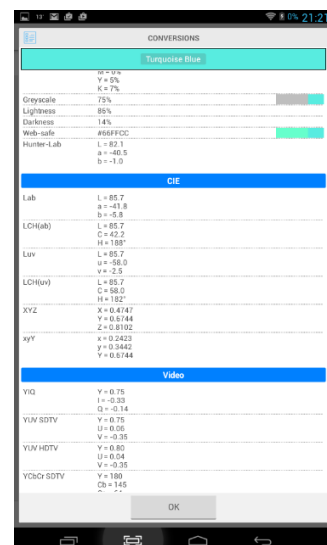 13° 0% 21:21
CONVERSIONS
Turquoise Blue
M = 0%
Y = 5%
K = 7%
Greyscale 75%
Lightness 86%
Darkness 14%
Web-safe #66FFCC
Hunter-Lab L = 82.1
a = -40.5
b = -1.0
CIE
Lab L = 85.7
a = -41.8
b = -5.8
LCH(ab) L = 85.7
C = 42.2
H = 188°
Luv L = 85.7
u = -58.0
v = -2.5
LCH(uv) L = 85.7
C = 58.0
H = 182°
XYZ X = 0.4747
Y = 0.6744
Z = 0.8102
xyY x = 0.2423
y = 0.3442
Y = 0.6744
Video
YIQ Y = 0.75
I = -0.33
Q = -0.14
YUV SDTV Y = 0.75
U = 0.06
V = -0.35
YUV HDTV Y = 0.80
U = 0.04
V = -0.35
YCbCr SDTV Y = 180
Cb = 145
OK